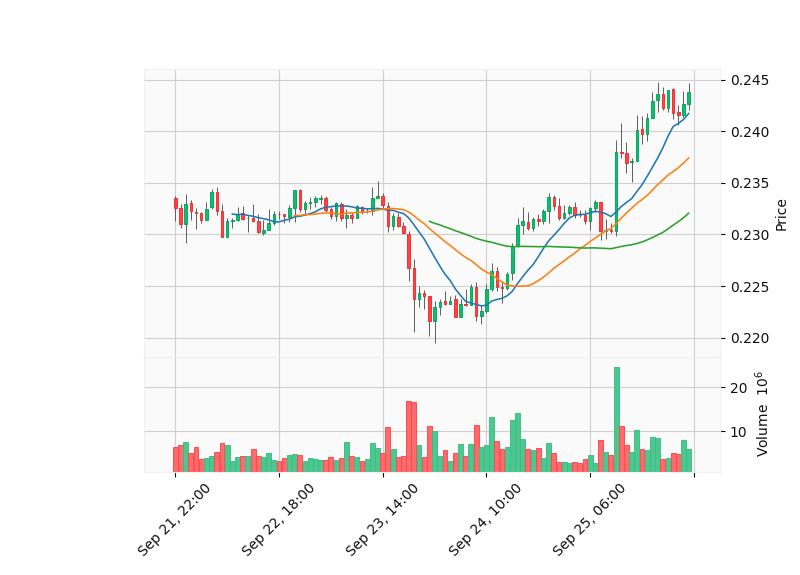 0.245
0.240
0.235
0.230
0.225
0.220
Price
20
10
Volume 10^6
Sep 21, 22:00
Sep 22, 18:00
Sep 23, 14:00
Sep 24, 10:00
Sep 25, 06:00